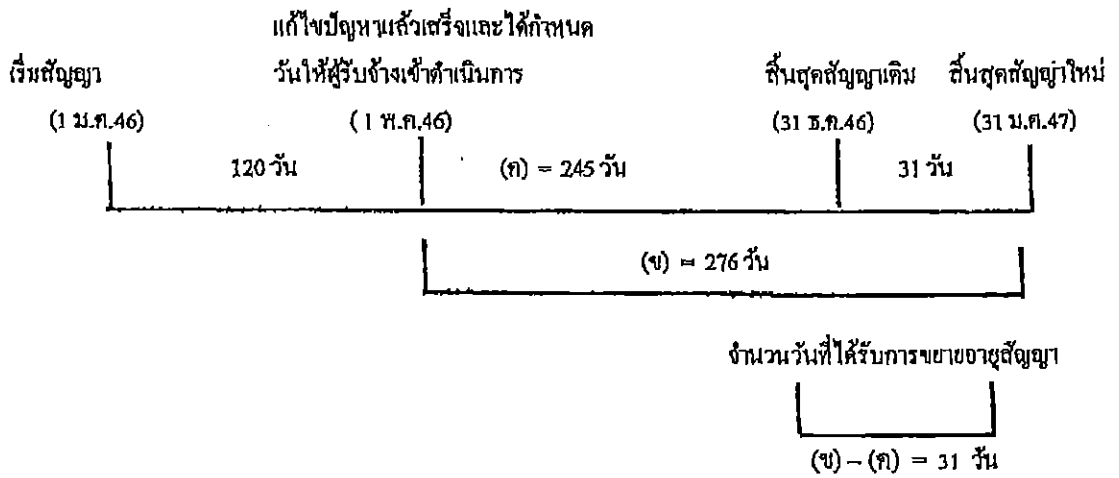 แก้ไขปัญหาแล้วเสร็จและได้กำหนด
เริ่มสัญญา วันให้ผู้รับจ้างเข้าดำเนินการ สิ้นสุดสัญญาเดิม สิ้นสุดสัญญาใหม่
(1 ม.ค.46) (1 พ.ค.46) (31 ธ.ค.46) (31 ม.ค.47)
120 วัน (ค) = 245 วัน 31 วัน
(ข) = 276 วัน
จำนวนวันที่ได้รับการขยายอายุสัญญา
(ข) – (ค) = 31 วัน